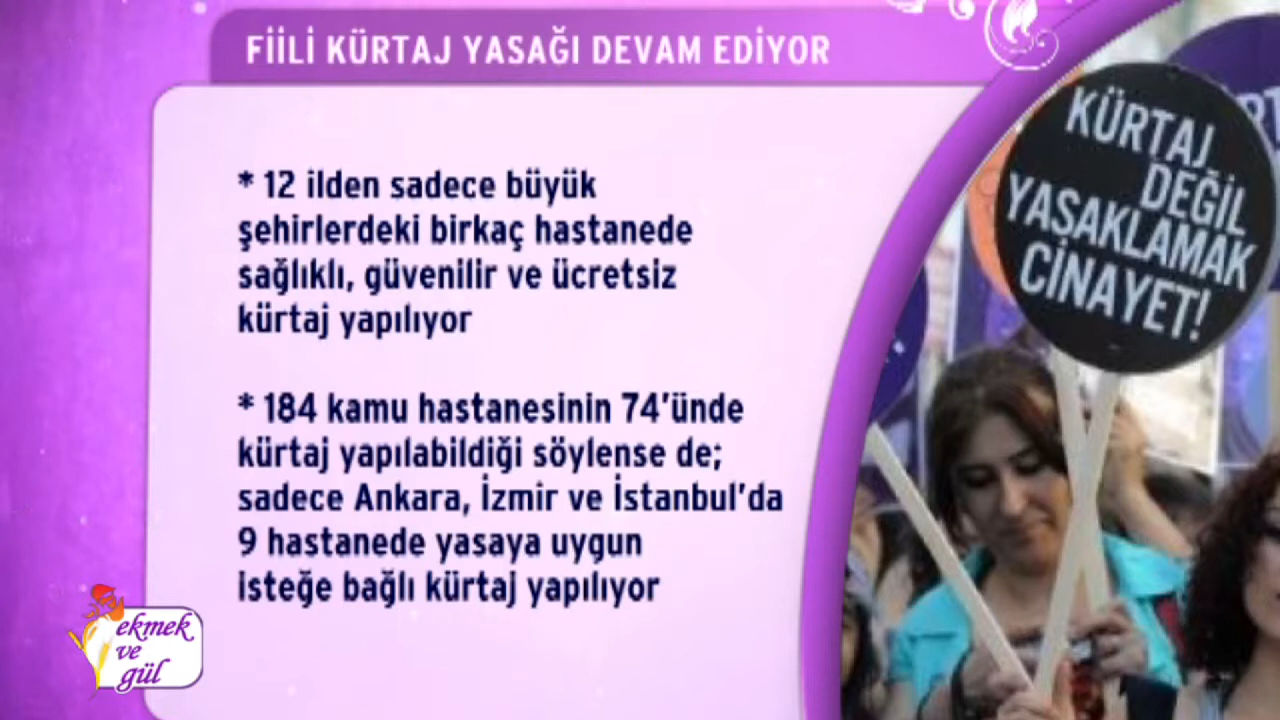 FİİLİ KÜRTAJ YASAĞI DEVAM EDİYOR
* 12 ilden sadece büyük
şehirlerdeki birkaç hastanede
sağlıklı, güvenilir ve ücretsiz
kürtaj yapılıyor
* 184 kamu hastanesinin 74'ünde
kürtaj yapılabildiği söylense de;
sadece Ankara, İzmir ve İstanbul'da
9 hastanede yasaya uygun
isteğe bağlı kürtaj yapılıyor
KÜRTAJ
DEĞİL
YASAKLAMAK
CİNAYET!
ekmek
ve
gül